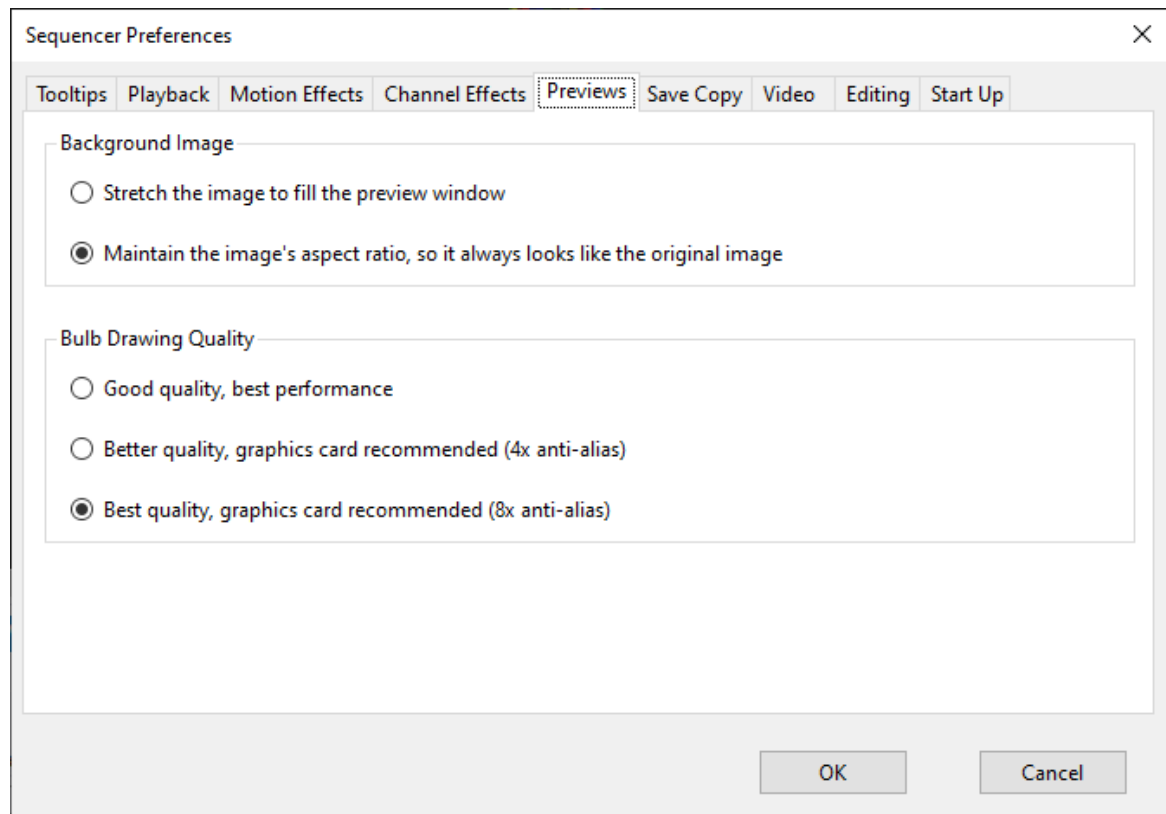 Sequencer Preferences
Tooltips Playback Motion Effects Channel Effects Previews Save Copy Video Editing Start Up
Background Image
Stretch the image to fill the preview window
Maintain the image's aspect ratio, so it always looks like the original image
Bulb Drawing Quality
Good quality, best performance
Better quality, graphics card recommended (4x anti-alias)
Best quality, graphics card recommended (8x anti-alias)
OK Cancel